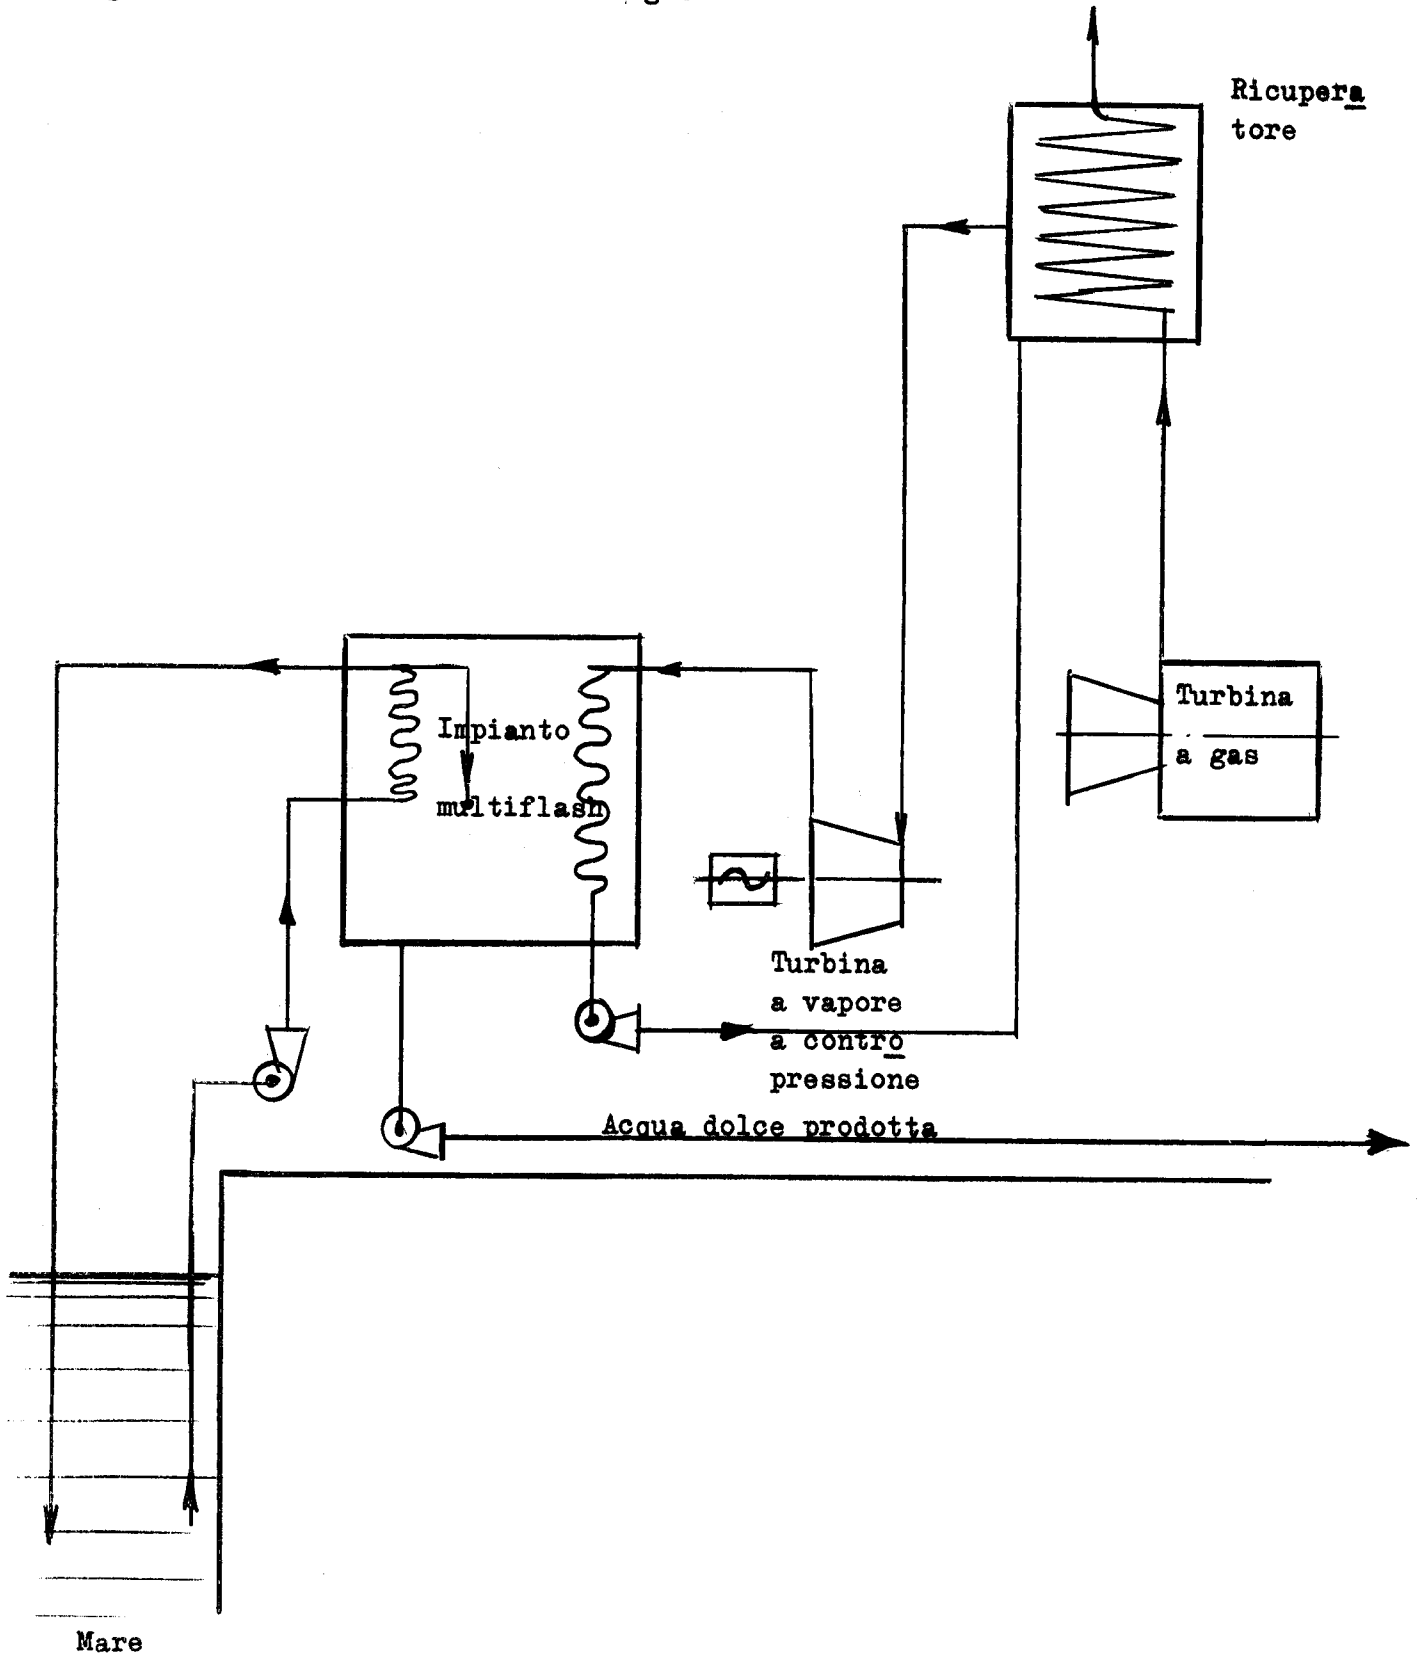 Ricupera
tore
Impianto
multiflash
Turbina
a gas
Turbina
a vapore
a contro
pressione
Acqua dolce prodotta
Mare